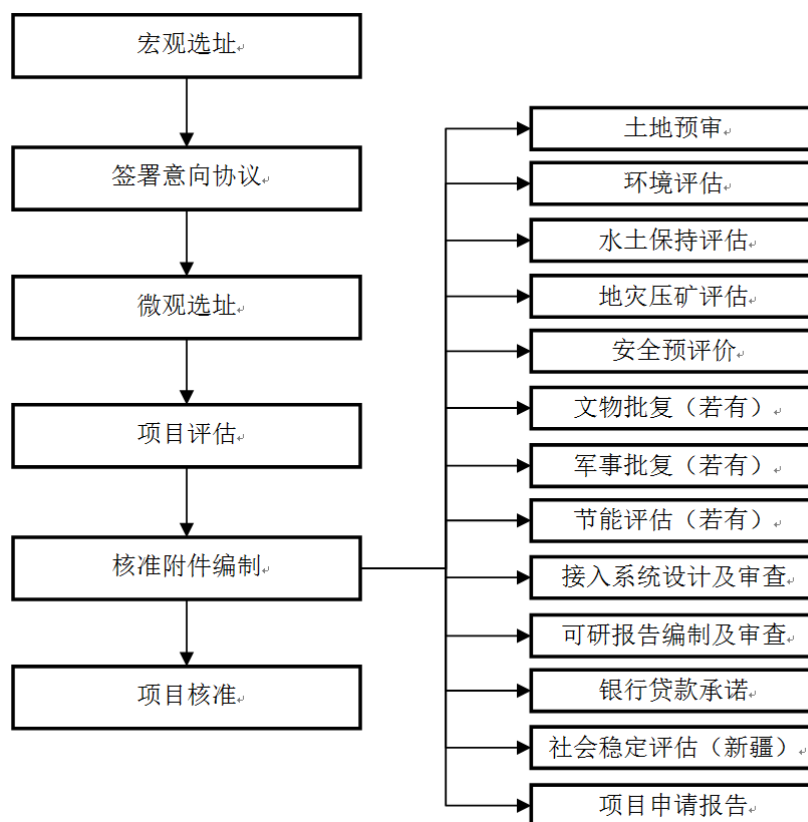 宏观选址
签署意向协议
微观选址
项目评估
核准附件编制
项目核准
土地预审
环境评估
水土保持评估
地灾压矿评估
安全预评价
文物批复（若有）
军事批复（若有）
节能评估（若有）
接入系统设计及审查
可研报告编制及审查
银行贷款承诺
社会稳定评估（新疆）
项目申请报告